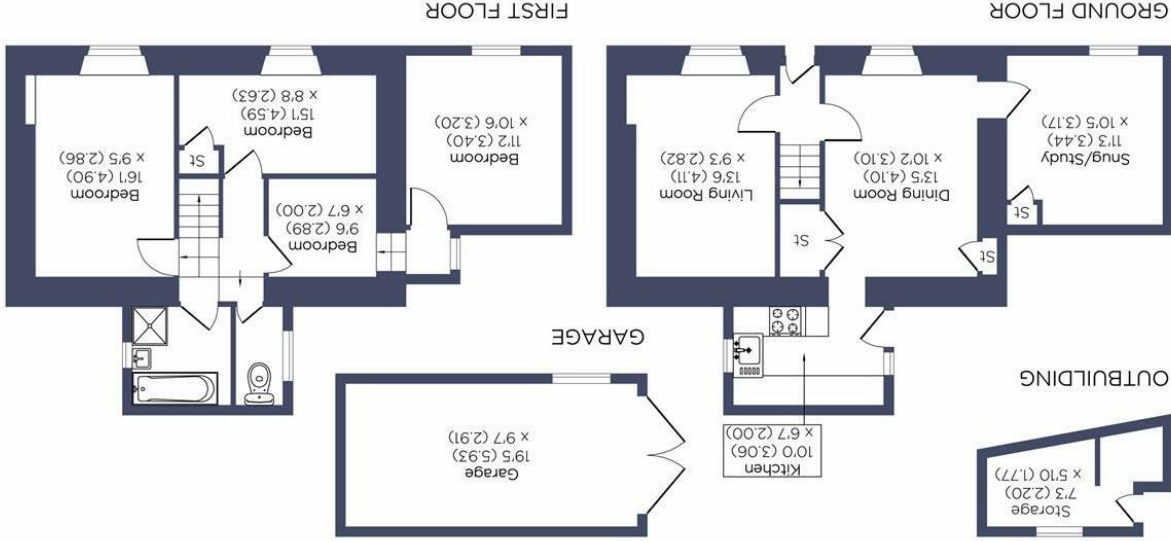 Storage
7'3 (2.20)
x 5'10 (1.77)
OUTBUILDING
Kitchen
10'0 (3.06)
x 6'7 (2.00)
Garage
19'5 (5.93)
x 9'7 (2.91)
GARAGE
St
Snug/Study
11'3 (3.44)
x 10'5 (3.17)
St
Dining Room
13'5 (4.10)
x 10'2 (3.10)
St
Living Room
13'6 (4.11)
x 9'3 (2.82)
GROUND FLOOR
Bedroom
11'2 (3.40)
x 10'6 (3.20)
Bedroom
9'6 (2.89)
x 6'7 (2.00)
Bedroom
15'1 (4.59)
x 8'8 (2.63)
St
Bedroom
16'1 (4.90)
x 9'5 (2.86)
FIRST FLOOR